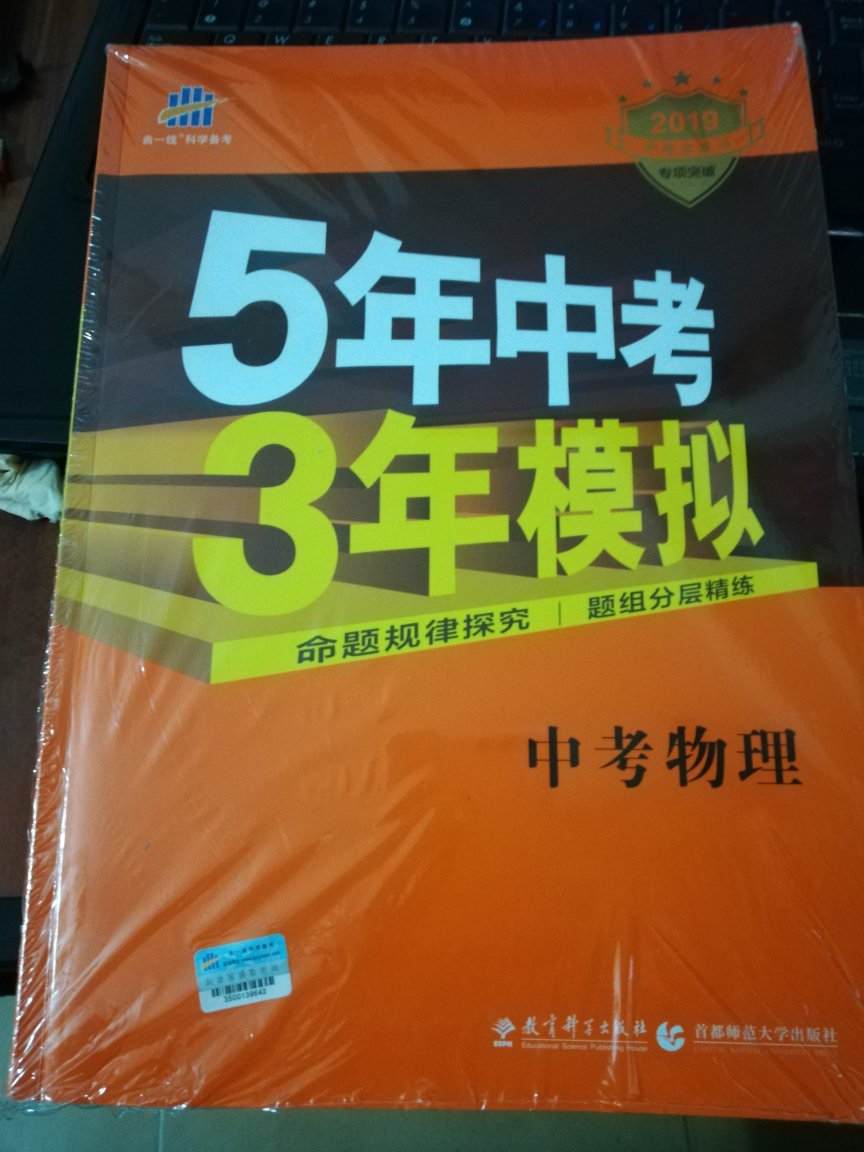 曲一线 科学备考
2019
专项突破
5年中考
3年模拟
命题规律探究 | 题组分层精练
中考物理
3500139642
教育科学出版社
Educational Science Publishing House
首都师范大学出版社